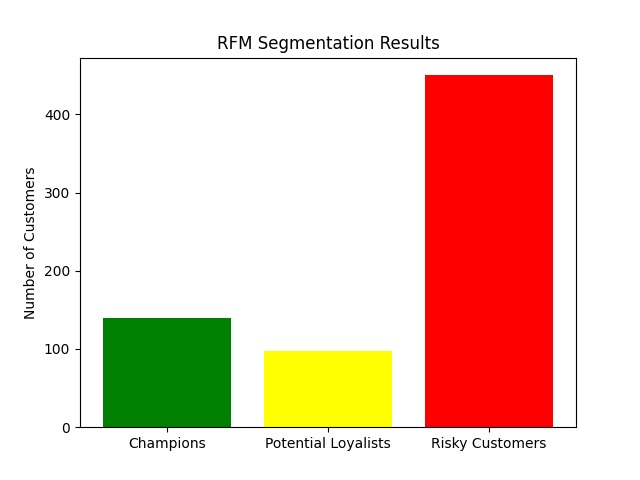 RFM Segmentation Results
Number of Customers
400
300
200
100
0
Champions
Potential Loyalists
Risky Customers